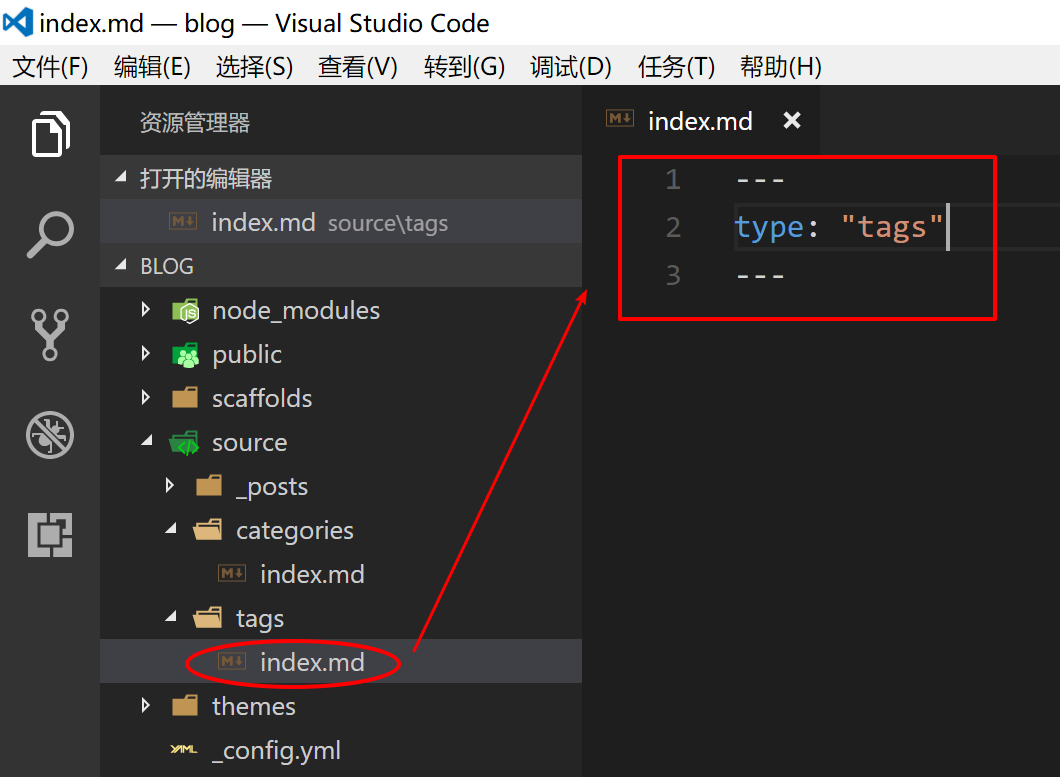 index.md — blog — Visual Studio Code
文件(F) 编辑(E) 选择(S) 查看(V) 转到(G) 调试(D) 任务(T) 帮助(H)
资源管理器
打开的编辑器
index.md source\tags
BLOG
node_modules
public
scaffolds
source
_posts
categories
index.md
tags
index.md
themes
_config.yml
index.md
1 ---
2 type: "tags"
3 ---